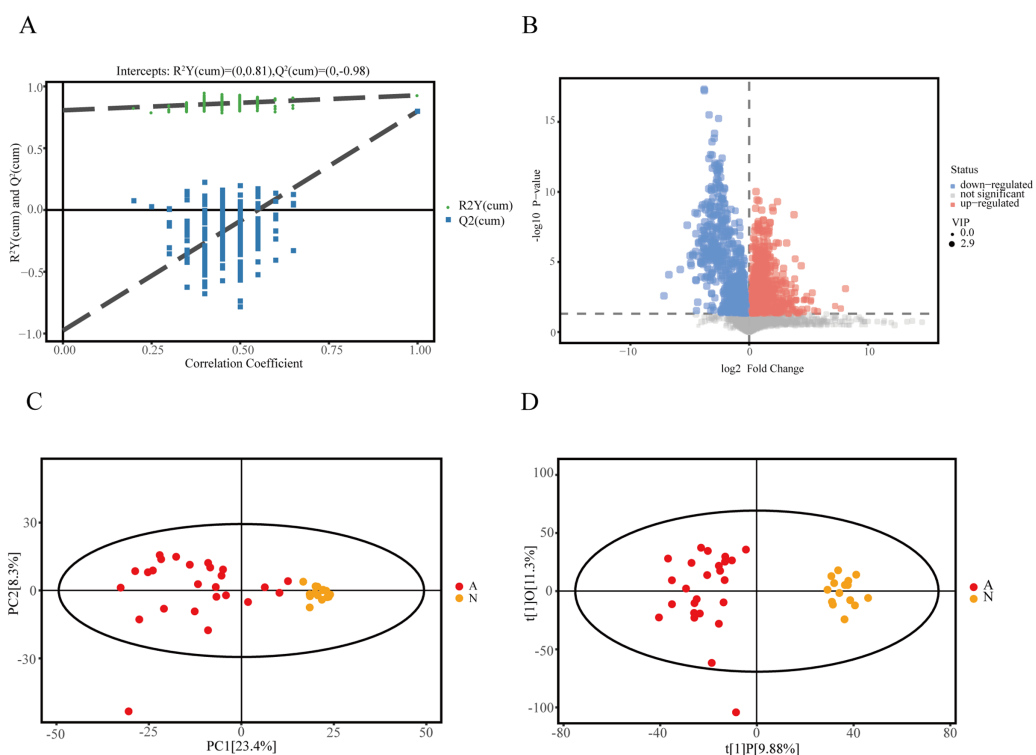 A
Intercepts: R²Y(cum)=(0,0.81),Q²(cum)=(0,-0.98)
R²Y(cum) and Q²(cum)
1.0
0.5
0.0
−0.5
−1.0
0.00
0.25
0.50
0.75
1.00
Correlation Coefficient
R2Y(cum)
Q2(cum)
B
-log10 P-value
15
10
5
0
−10
0
10
log2 Fold Change
Status
down−regulated
not significant
up−regulated
VIP
0.0
2.9
C
PC2[8.3%]
30
0
-30
-50
-25
0
25
50
PC1[23.4%]
A
N
D
t[1]O[11.3%]
100
50
0
-50
-100
-80
-40
0
40
80
t[1]P[9.88%]
A
N